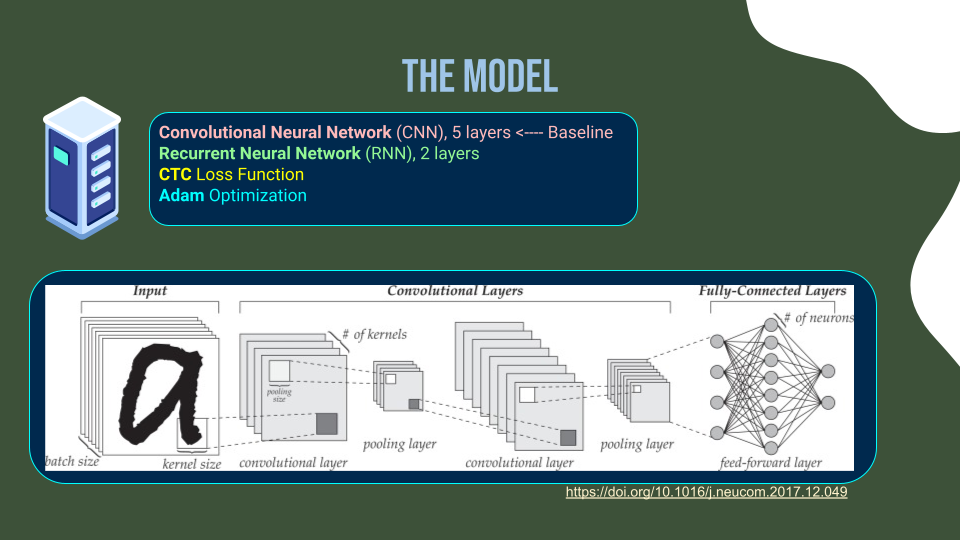 THE MODEL
Convolutional Neural Network (CNN), 5 layers <---- Baseline
Recurrent Neural Network (RNN), 2 layers
CTC Loss Function
Adam Optimization
Input
Convolutional Layers
Fully-Connected Layers
# of kernels
# of neurons
pooling
size
a
pooling layer
pooling layer
batch size
kernel size
convolutional layer
convolutional layer
feed-forward layer
https://doi.org/10.1016/j.neucom.2017.12.049